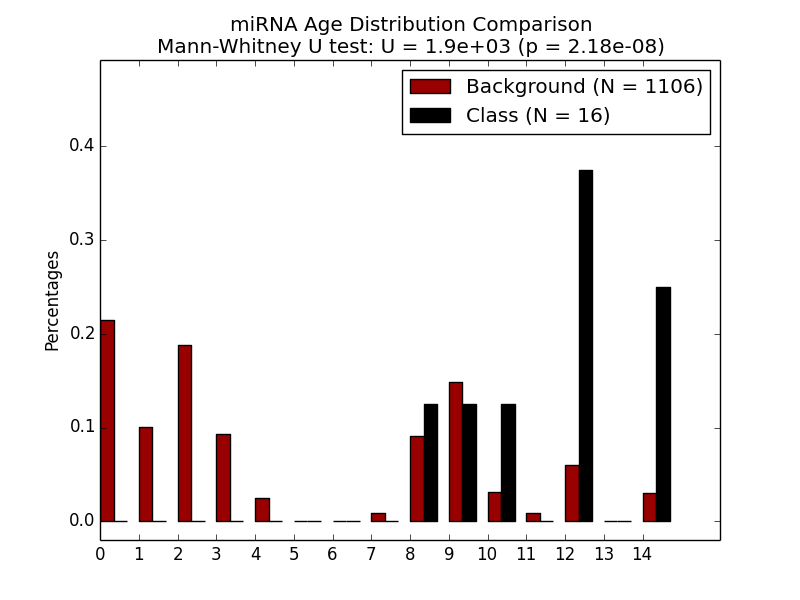 miRNA Age Distribution Comparison
Mann-Whitney U test: U = 1.9e+03 (p = 2.18e-08)
Background (N = 1106)
Class (N = 16)
Percentages
0.4
0.3
0.2
0.1
0.0
0 1 2 3 4 5 6 7 8 9 10 11 12 13 14